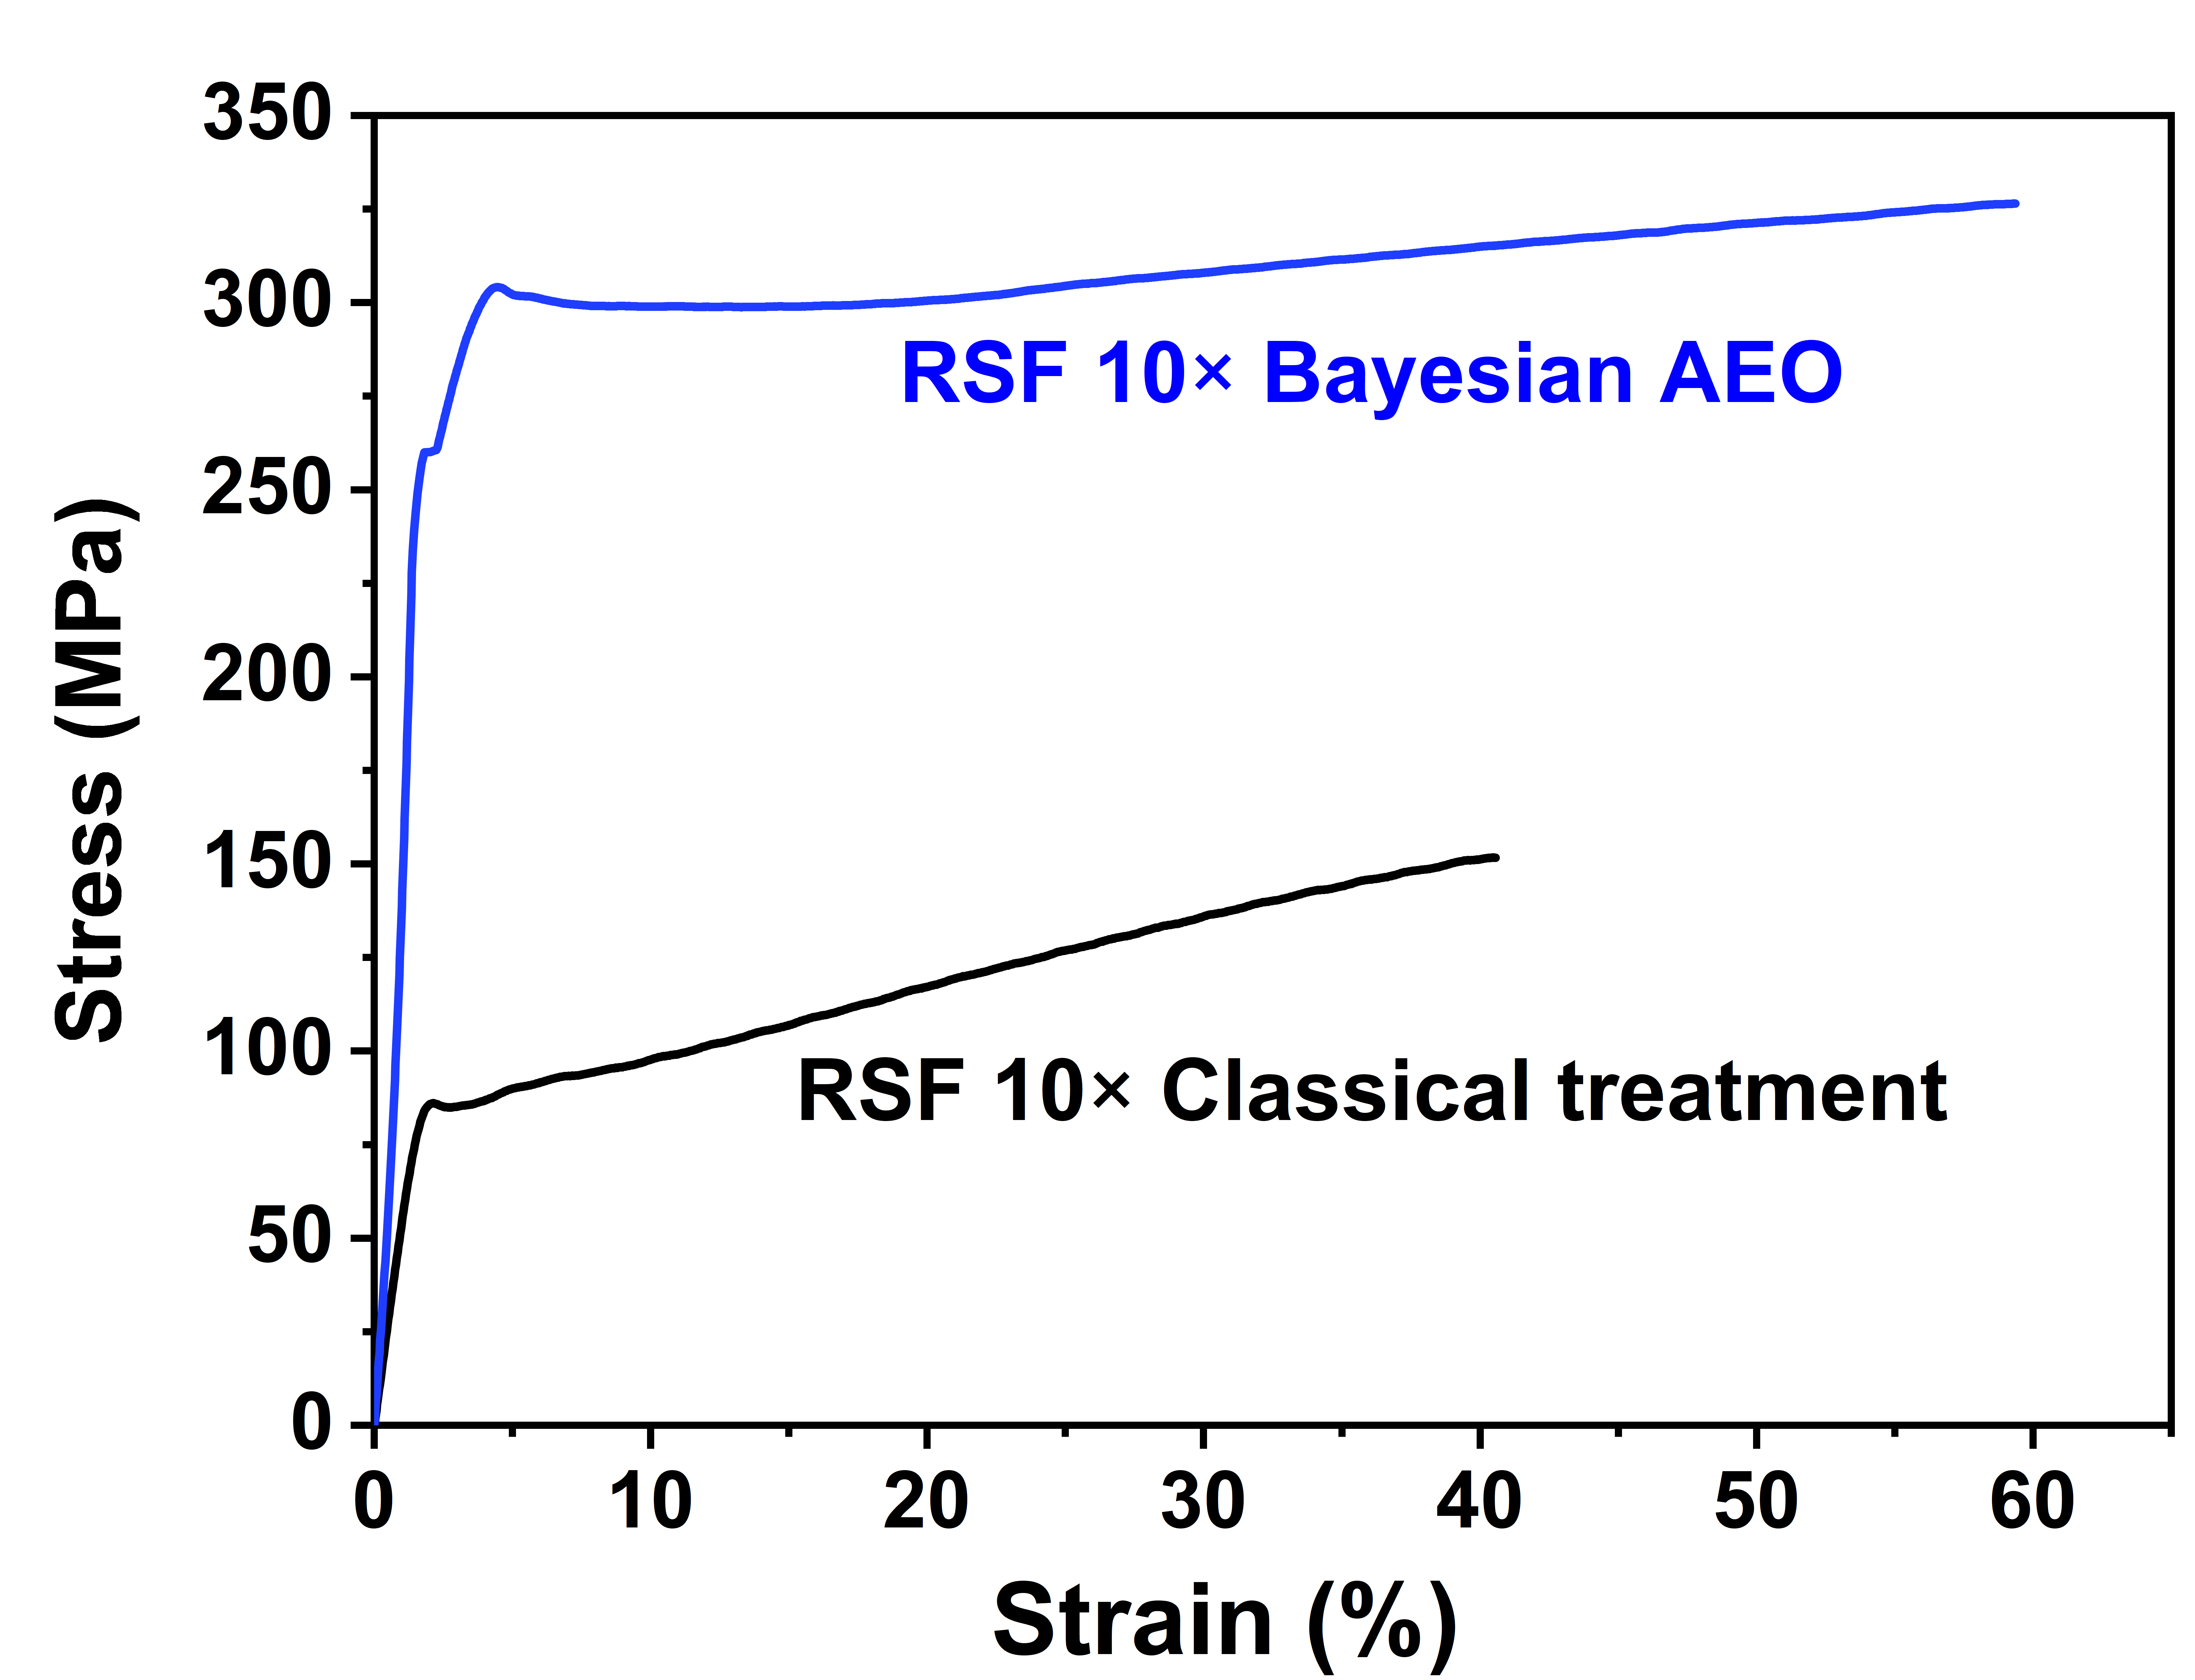 350
300
250
200
150
100
50
0
Stress (MPa)
RSF 10× Bayesian AEO
RSF 10× Classical treatment
0 10 20 30 40 50 60
Strain (%)